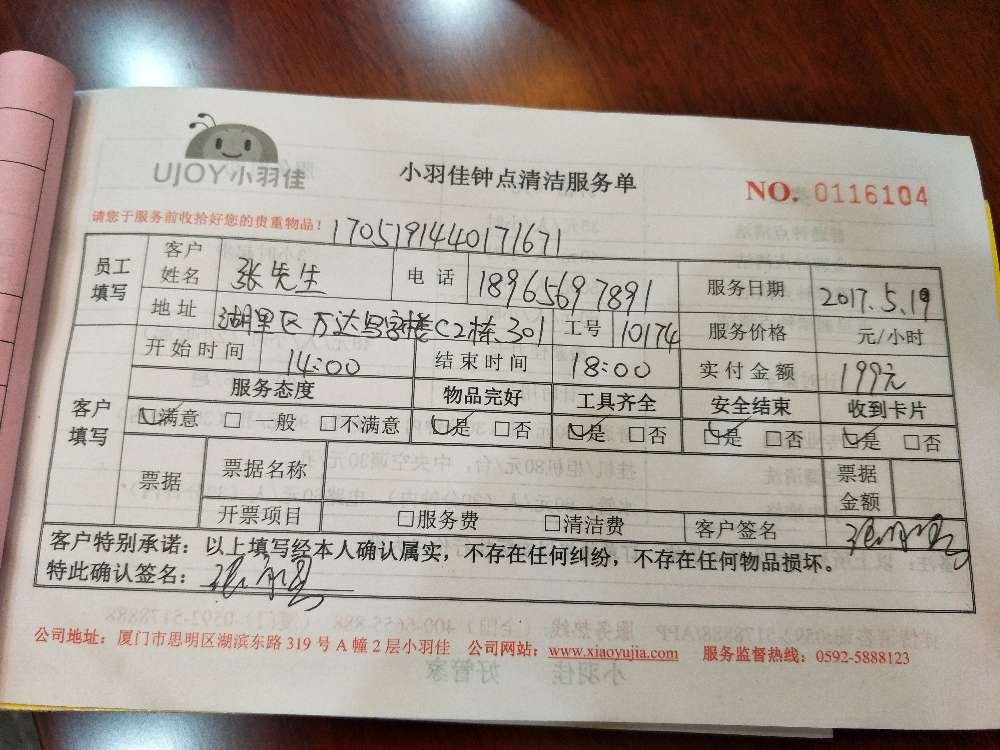 UJOY小羽佳
小羽佳钟点清洁服务单
NO. 0116104
请您于服务前收拾好您的贵重物品！
1705191440171671
员工填写 客户姓名 张先生 电话 18965697891 服务日期 2017.5.19
地址 湖里区万达写字楼C2栋301 工号 10174 服务价格 元/小时
开始时间 14:00 结束时间 18:00 实付金额 199元
客户填写 服务态度 物品完好 工具齐全 安全结束 收到卡片
☑满意 □一般 □不满意 ☑是 □否 ☑是 □否 ☑是 □否 ☑是 □否
票据 票据名称 票据金额
开票项目 □服务费 □清洁费 客户签名
客户特别承诺：以上填写经本人确认属实，不存在任何纠纷，不存在任何物品损坏。
特此确认签名：
公司地址：厦门市思明区湖滨东路 319 号 A 幢 2 层小羽佳 公司网站：www.xiaoyujia.com 服务监督热线：0592-5888123